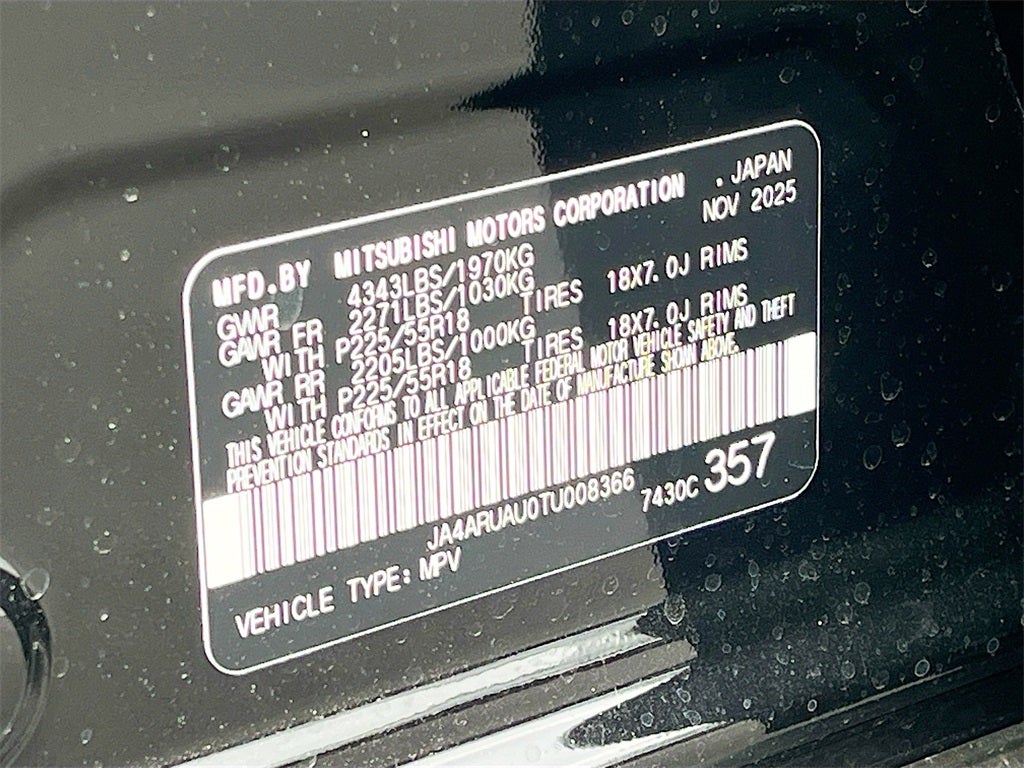 MFD.BY MITSUBISHI MOTORS CORPORATION . JAPAN
GVWR 4343LBS/1970KG NOV 2025
GAWR FR 2271LBS/1030KG
WITH P225/55R18 TIRES 18X7.0J RIMS
GAWR RR 2205LBS/1000KG
WITH P225/55R18 TIRES 18X7.0J RIMS
THIS VEHICLE CONFORMS TO ALL APPLICABLE FEDERAL MOTOR VEHICLE SAFETY AND THEFT
PREVENTION STANDARDS IN EFFECT ON THE DATE OF MANUFACTURE SHOWN ABOVE.
JA4ARUAU0TU008366 7430C 357
VEHICLE TYPE: MPV